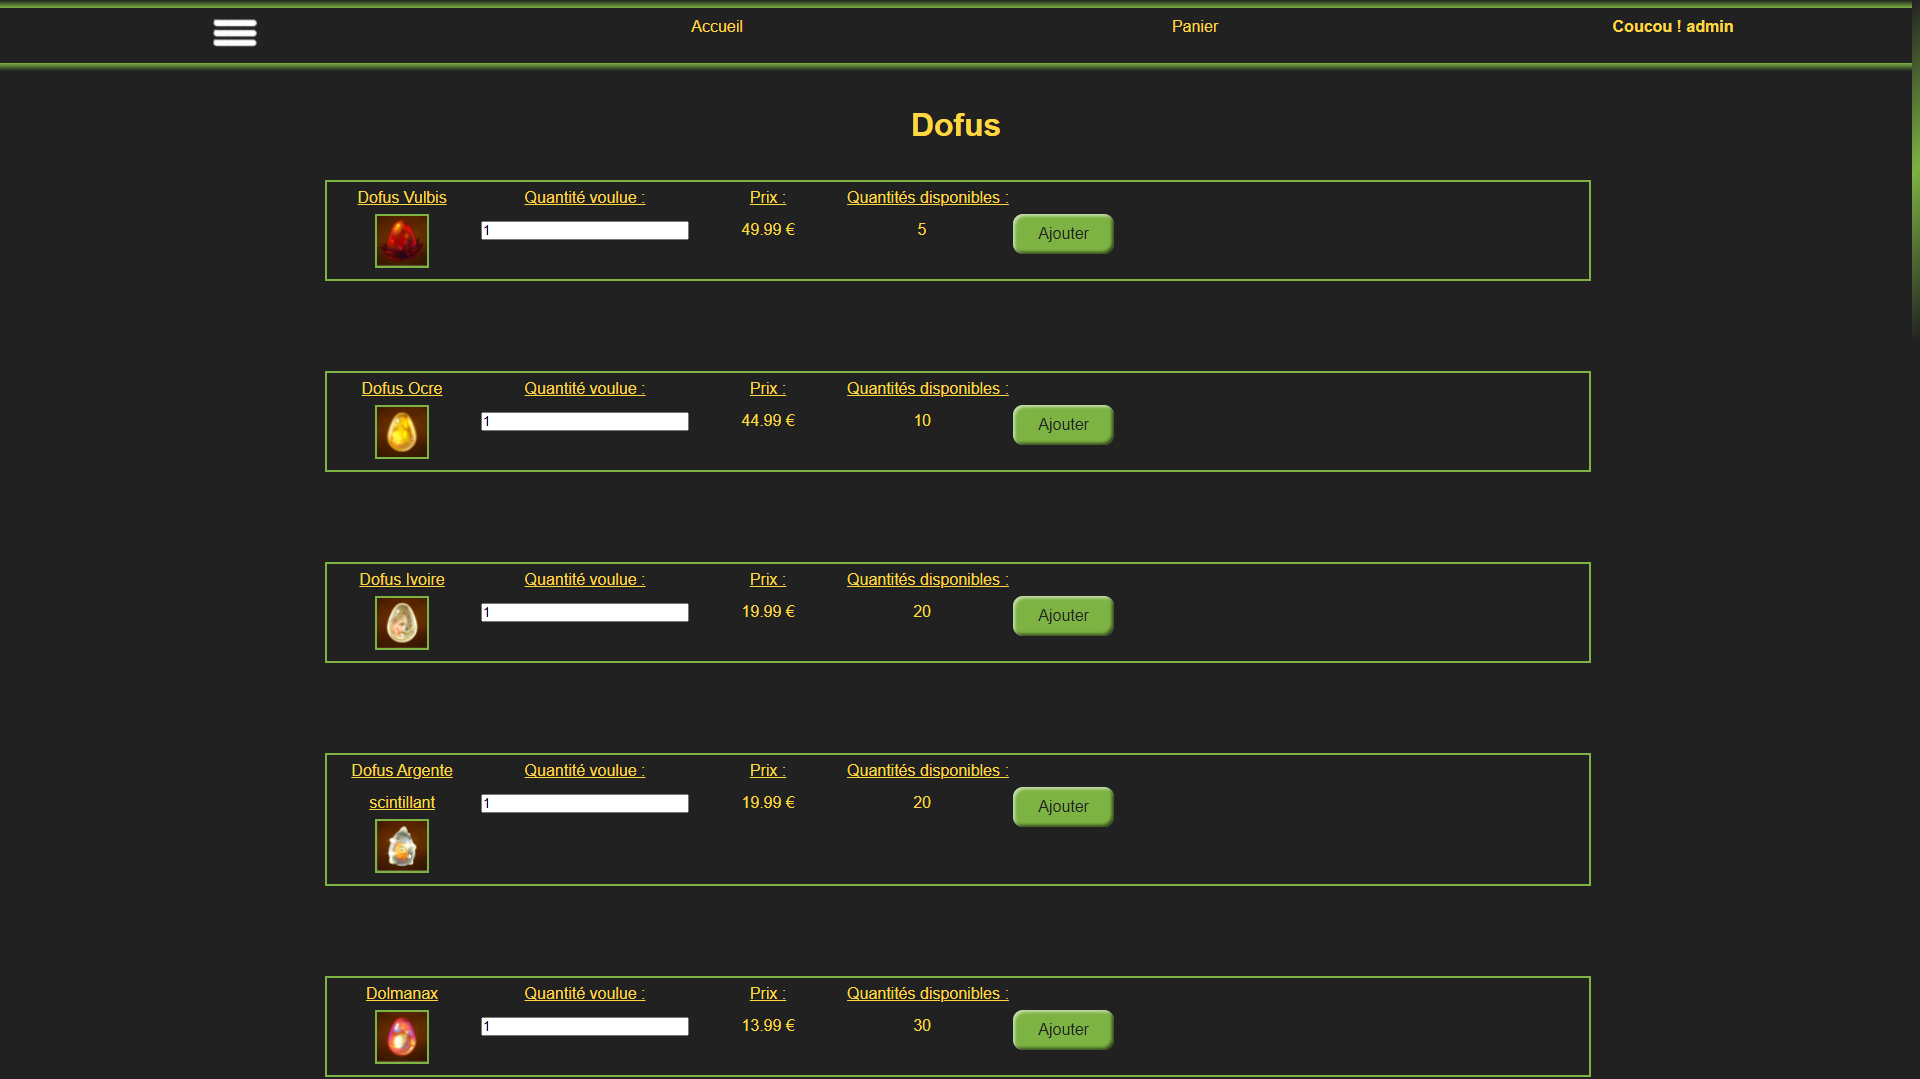 Accueil
Panier
Coucou ! admin
Dofus
Dofus Vulbis
Quantité voulue :
Prix :
Quantités disponibles :
1
49.99 €
5
Ajouter
Dofus Ocre
Quantité voulue :
Prix :
Quantités disponibles :
1
44.99 €
10
Ajouter
Dofus Ivoire
Quantité voulue :
Prix :
Quantités disponibles :
1
19.99 €
20
Ajouter
Dofus Argente
scintillant
Quantité voulue :
Prix :
Quantités disponibles :
1
19.99 €
20
Ajouter
Dolmanax
Quantité voulue :
Prix :
Quantités disponibles :
1
13.99 €
30
Ajouter